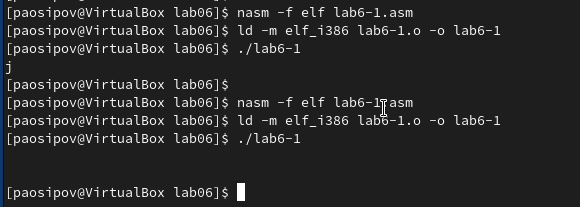 [paosipov@VirtualBox lab06]$ nasm -f elf lab6-1.asm
[paosipov@VirtualBox lab06]$ ld -m elf_i386 lab6-1.o -o lab6-1
[paosipov@VirtualBox lab06]$ ./lab6-1
j
[paosipov@VirtualBox lab06]$
[paosipov@VirtualBox lab06]$ nasm -f elf lab6-1.asm
[paosipov@VirtualBox lab06]$ ld -m elf_i386 lab6-1.o -o lab6-1
[paosipov@VirtualBox lab06]$ ./lab6-1
[paosipov@VirtualBox lab06]$